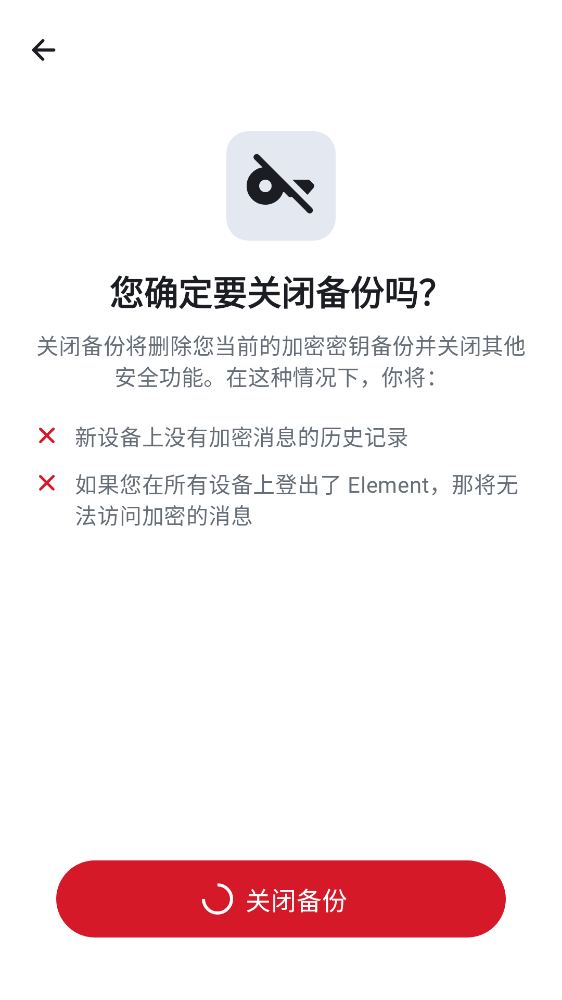 您确定要关闭备份吗？
关闭备份将删除您当前的加密密钥备份并关闭其他
安全功能。在这种情况下，你将：
新设备上没有加密消息的历史记录
如果您在所有设备上登出了 Element，那将无
法访问加密的消息
关闭备份